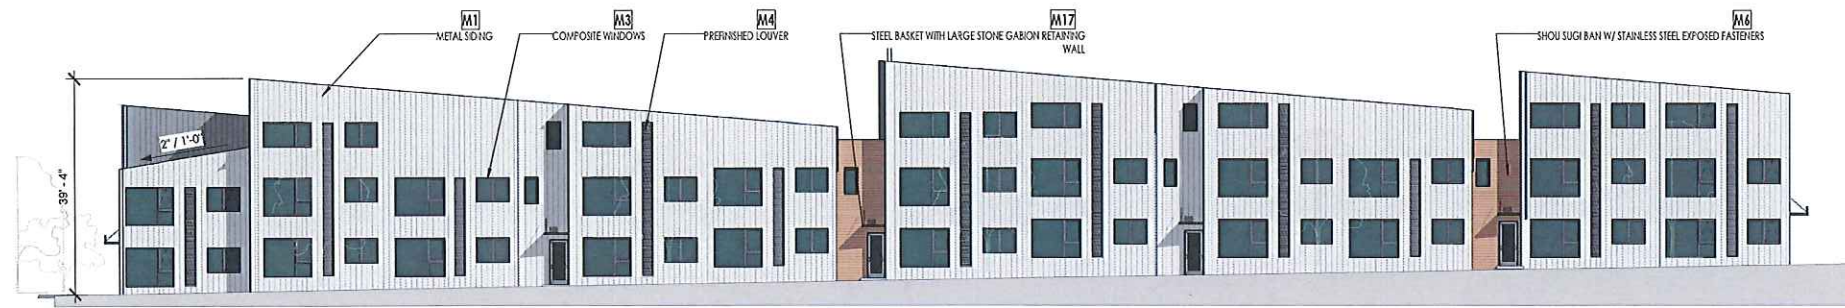 M1
METAL SIDING
M3
COMPOSITE WINDOWS
M4
PREFINISHED LOUVER
M17
STEEL BASKET WITH LARGE STONE GABION RETAINING
WALL
M6
SHOU SUGI BAN W/ STAINLESS STEEL EXPOSED FASTENERS
2" / 1'-0"
39' - 4"